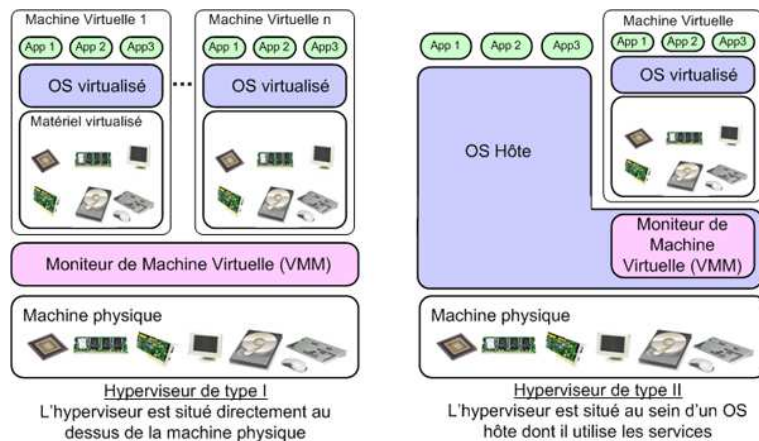 Machine Virtuelle 1
App 1 App 2 App3
OS virtualisé
Matériel virtualisé
...
Machine Virtuelle n
App 1 App 2 App3
OS virtualisé
Moniteur de Machine Virtuelle (VMM)
Machine physique
Hyperviseur de type I
L'hyperviseur est situé directement au
dessus de la machine physique
App 1 App 2 App3
OS Hôte
Machine Virtuelle
App 1 App 2 App3
OS virtualisé
Moniteur de
Machine
Virtuelle (VMM)
Machine physique
Hyperviseur de type II
L'hyperviseur est situé au sein d'un OS
hôte dont il utilise les services